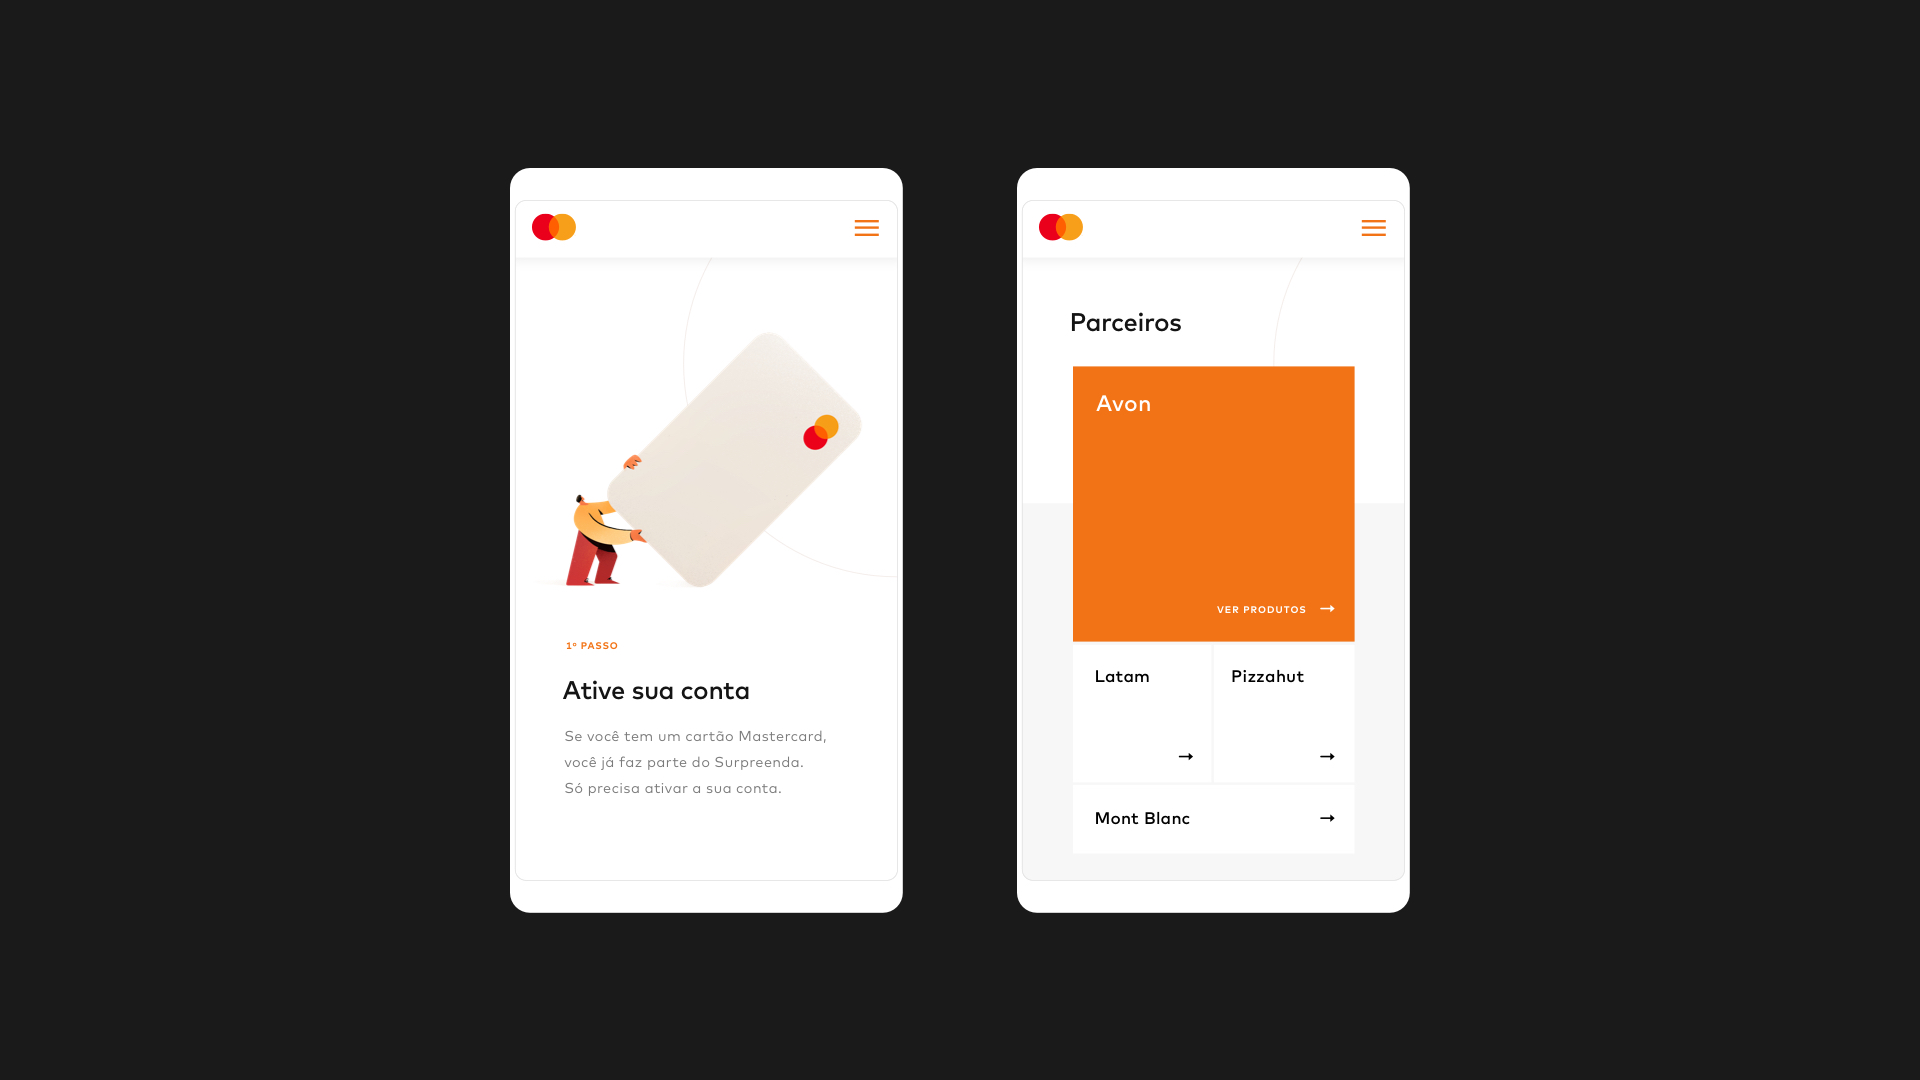 1º PASSO
Ative sua conta
Se você tem um cartão Mastercard,
você já faz parte do Surpreenda.
Só precisa ativar a sua conta.
Parceiros
Avon
VER PRODUTOS
Latam
Pizzahut
Mont Blanc